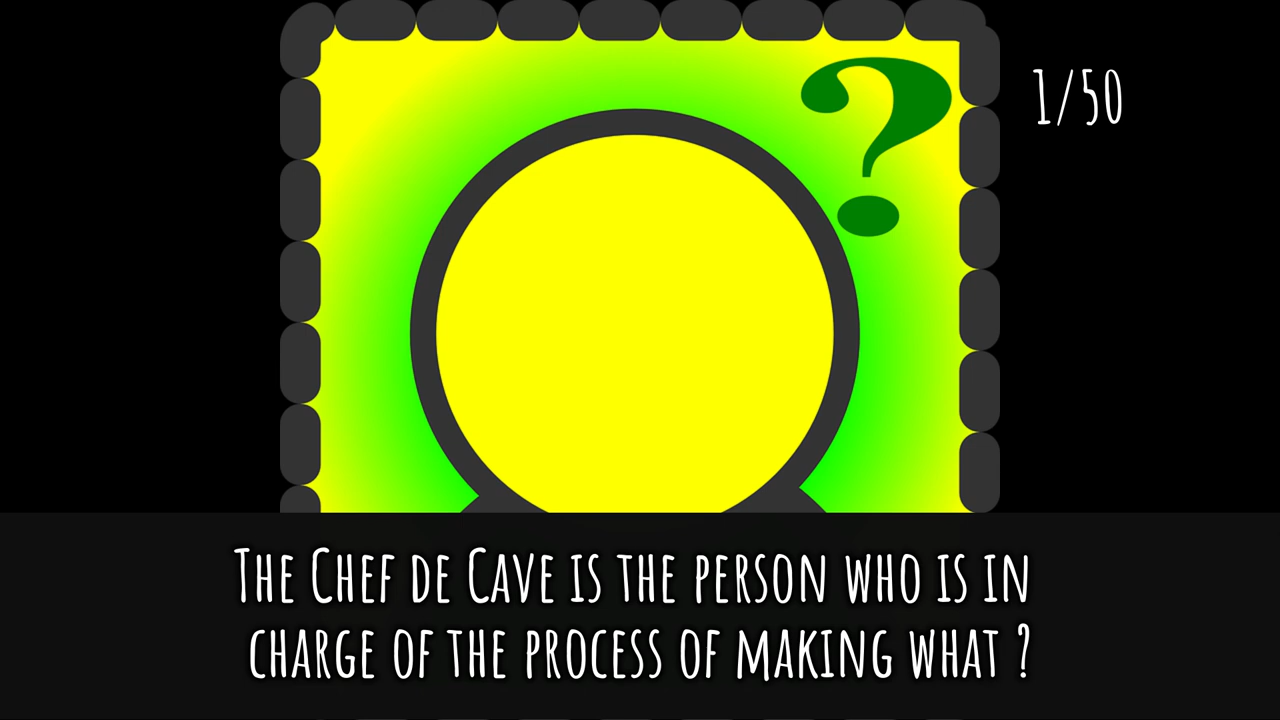 ?
1/50
The Chef de Cave is the person who is in
charge of the process of making what ?